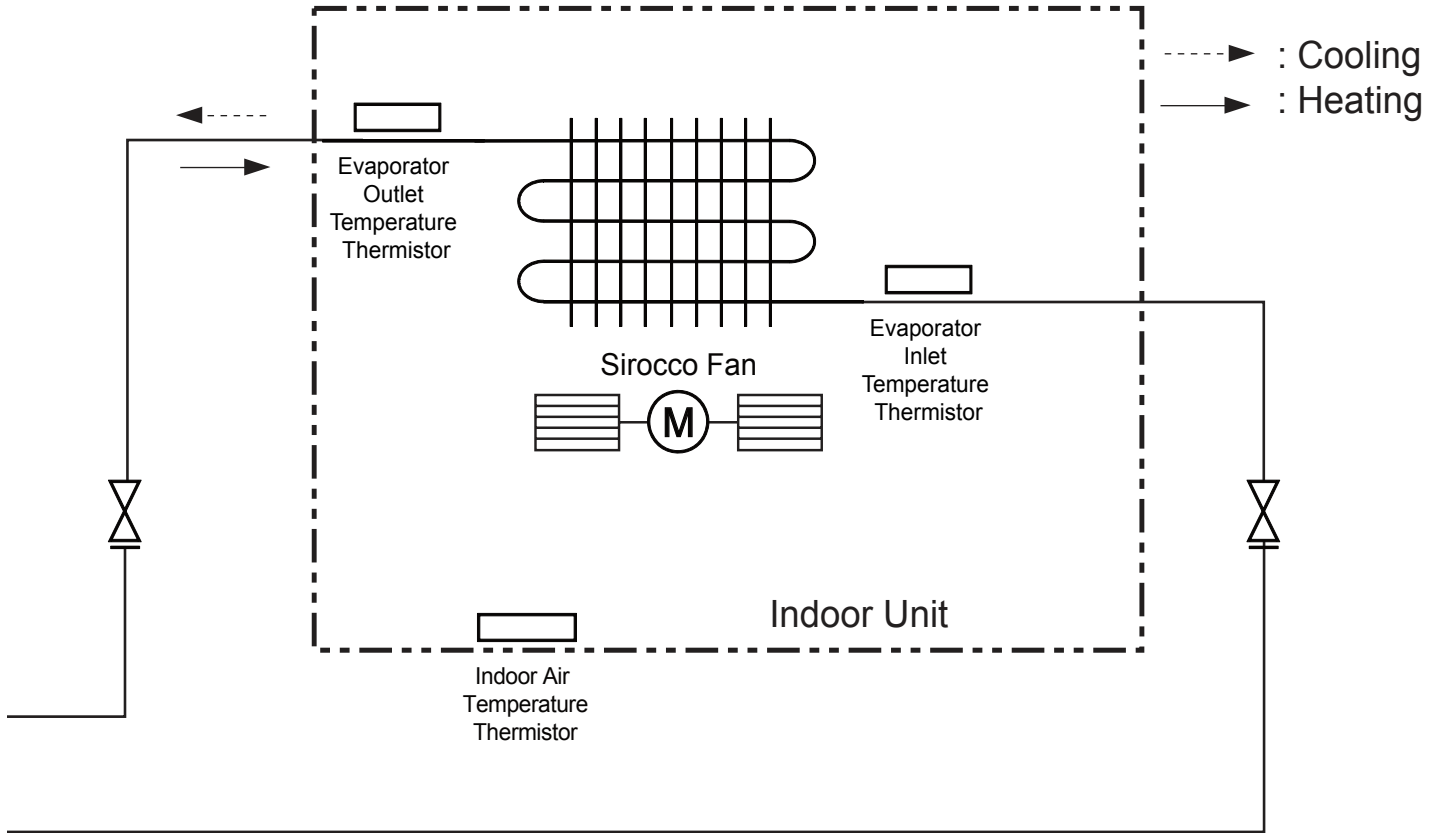 : Cooling
: Heating
Evaporator
Outlet
Temperature
Thermistor
Evaporator
Inlet
Temperature
Thermistor
Sirocco Fan
M
Indoor Unit
Indoor Air
Temperature
Thermistor